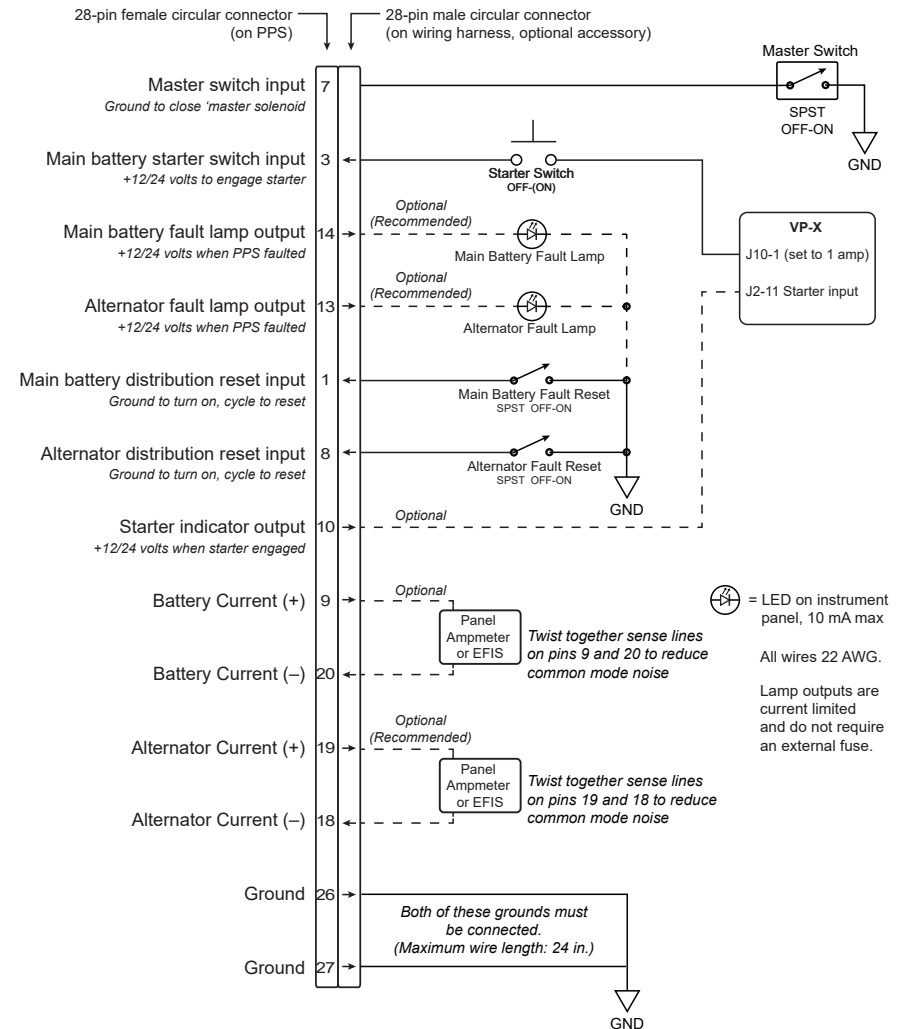 28-pin female circular connector
(on PPS)
28-pin male circular connector
(on wiring harness, optional accessory)
Master Switch
Master switch input
7
Ground to close ‘master solenoid
SPST
OFF-ON
GND
Main battery starter switch input
3
+12/24 volts to engage starter
Starter Switch
OFF-(ON)
VP-X
J10-1 (set to 1 amp)
J2-11 Starter input
Optional
(Recommended)
Main battery fault lamp output
14
+12/24 volts when PPS faulted
Main Battery Fault Lamp
Optional
(Recommended)
Alternator fault lamp output
13
+12/24 volts when PPS faulted
Alternator Fault Lamp
Main battery distribution reset input
1
Ground to turn on, cycle to reset
Main Battery Fault Reset
SPST OFF-ON
Alternator distribution reset input
8
Ground to turn on, cycle to reset
Alternator Fault Reset
SPST OFF-ON
GND
Starter indicator output
10
Optional
+12/24 volts when starter engaged
Battery Current (+)
9
Optional
Panel
Ampmeter
or EFIS
Twist together sense lines
on pins 9 and 20 to reduce
common mode noise
Battery Current (–)
20
= LED on instrument
panel, 10 mA max
All wires 22 AWG.
Lamp outputs are
current limited
and do not require
an external fuse.
Optional
(Recommended)
Alternator Current (+)
19
Panel
Ampmeter
or EFIS
Twist together sense lines
on pins 19 and 18 to reduce
common mode noise
Alternator Current (–)
18
Ground
26
Both of these grounds must
be connected.
(Maximum wire length: 24 in.)
Ground
27
GND